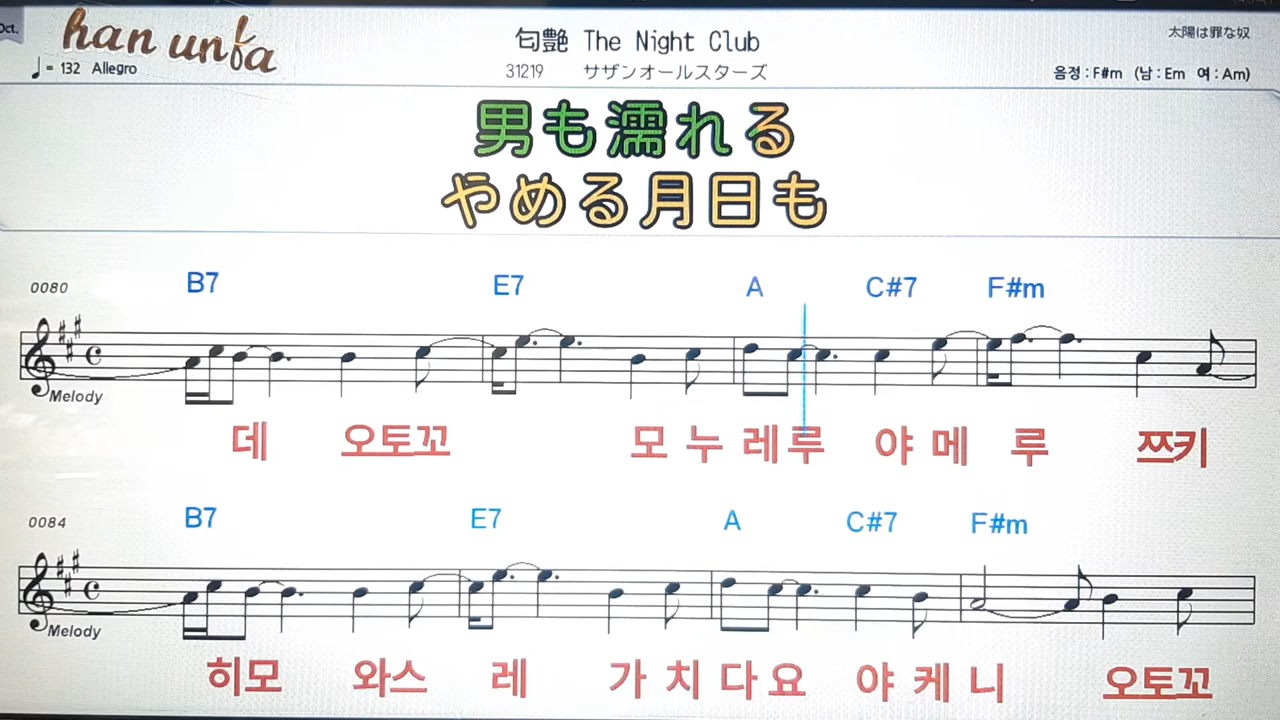 Oct.
han unfa
匂艶 The Night Club
太陽は罪な奴
♩= 132 Allegro
31219 サザンオールスターズ
음정 : F#m (남 : Em 여 : Am)
男も濡れる
やめる月日も
0080 B7 E7 A C#7 F#m
Melody
데 오토꼬 모 누 레 루 야 메 루 쯔키
0084 B7 E7 A C#7 F#m
Melody
히모 와스 레 가 치 다 요 야 케 니 오토꼬